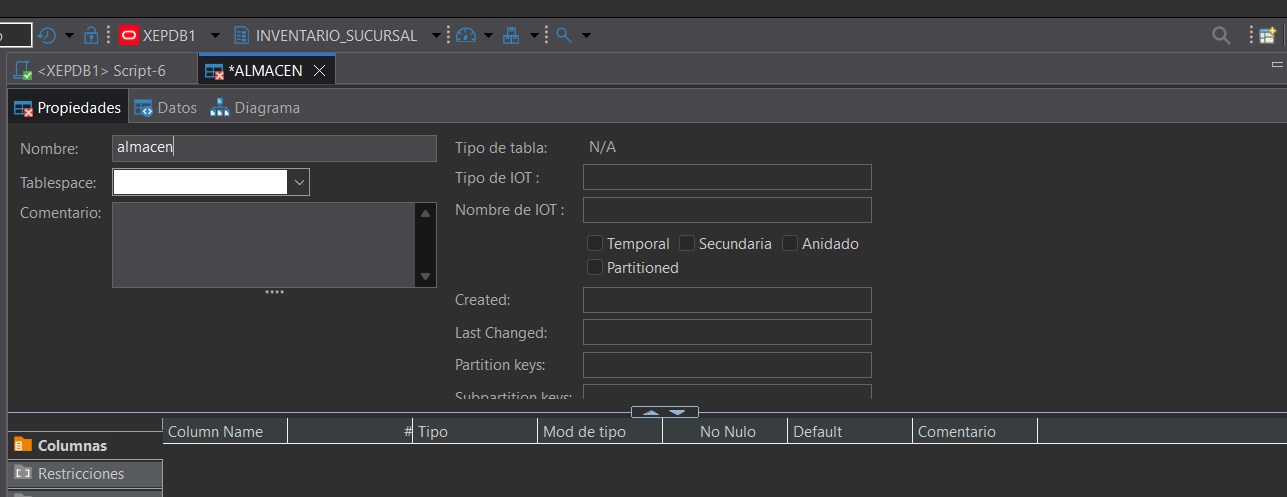 o XEPDB1 INVENTARIO_SUCURSAL
<XEPDB1> Script-6 *ALMACEN
Propiedades Datos Diagrama
Nombre: almacen
Tablespace:
Comentario:
Tipo de tabla: N/A
Tipo de IOT :
Nombre de IOT :
Temporal Secundaria Anidado
Partitioned
Created:
Last Changed:
Partition keys:
Subpartition keys:
Columnas
Restricciones
Column Name # Tipo Mod de tipo No Nulo Default Comentario